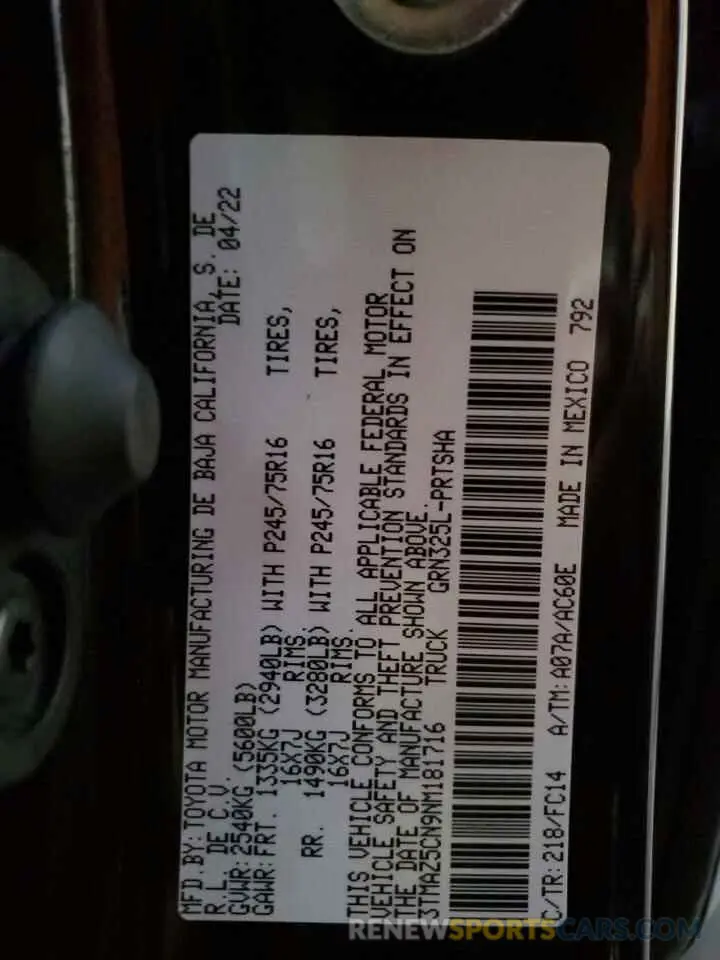 MFD.BY: TOYOTA MOTOR MANUFACTURING DE BAJA CALIFORNIA, S. DE
R.L. DE C.V. DATE: 04/22
GVWR: 2540KG (5600LB)
GAWR: FRT. 1335KG (2940LB) WITH P245/75R16 TIRES,
16X7J RIMS.
RR. 1490KG (3280LB) WITH P245/75R16 TIRES,
16X7J RIMS.
THIS VEHICLE CONFORMS TO ALL APPLICABLE FEDERAL MOTOR
VEHICLE SAFETY AND THEFT PREVENTION STANDARDS IN EFFECT ON
THE DATE OF MANUFACTURE SHOWN ABOVE.
3TMAZ5CN9NM181716 TRUCK GRN325L-PRTSHA
C/TR: 218/FC14 A/TM: A07A/AC60E MADE IN MEXICO 792
RENEWSPORTSCARS.COM